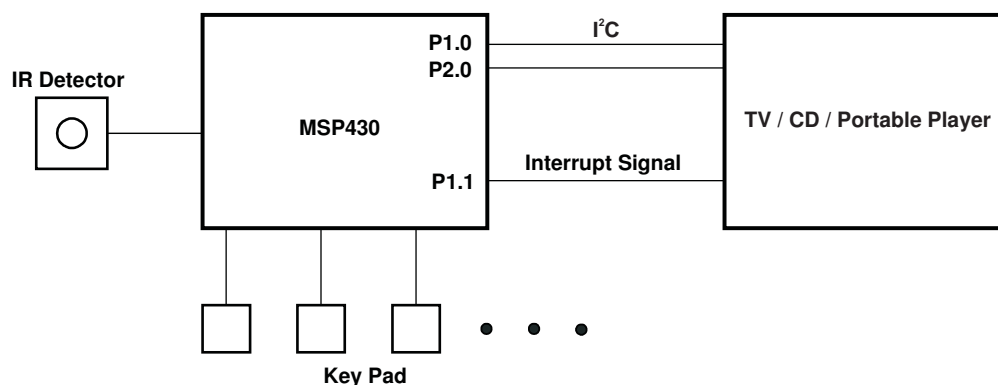 I²C
P1.0
P2.0
IR Detector
MSP430
TV / CD / Portable Player
Interrupt Signal
P1.1
Key Pad